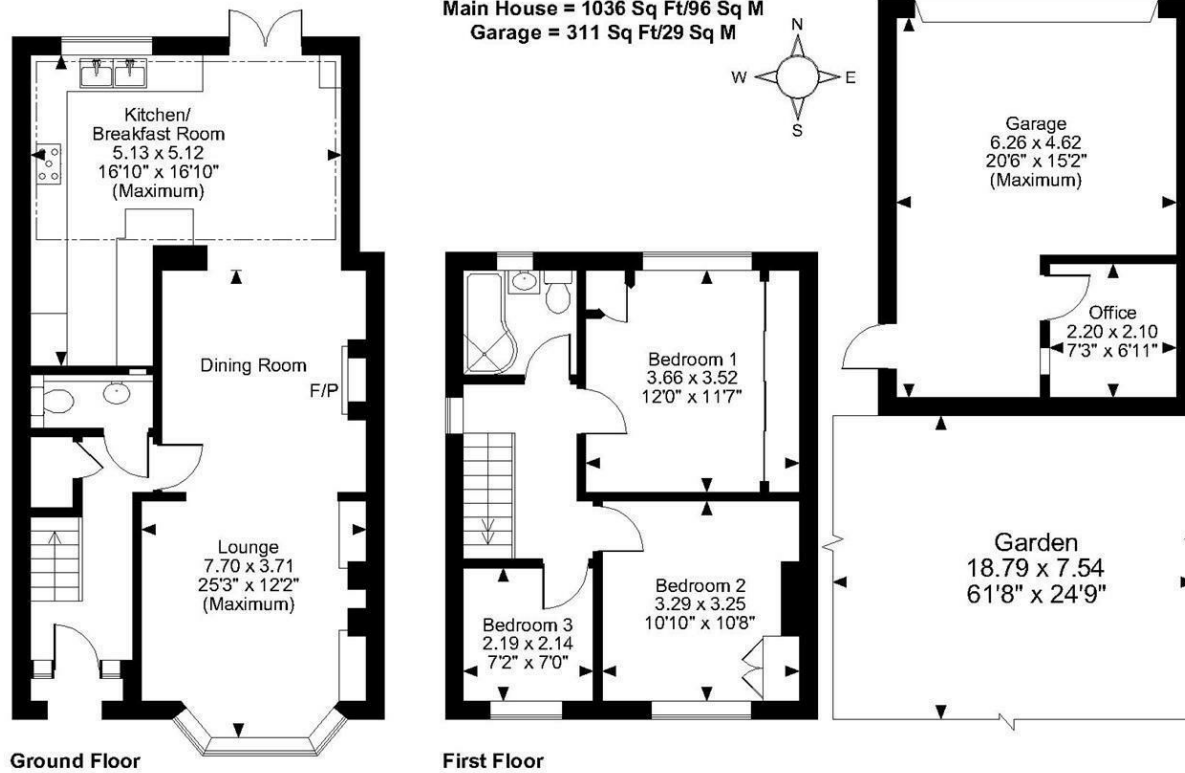 Main House = 1036 Sq Ft/96 Sq M
Garage = 311 Sq Ft/29 Sq M
N
W
E
S
Kitchen/
Breakfast Room
5.13 x 5.12
16'10" x 16'10"
(Maximum)
Dining Room
F/P
Lounge
7.70 x 3.71
25'3" x 12'2"
(Maximum)
Ground Floor
Bedroom 1
3.66 x 3.52
12'0" x 11'7"
Bedroom 2
3.29 x 3.25
10'10" x 10'8"
Bedroom 3
2.19 x 2.14
7'2" x 7'0"
First Floor
Garage
6.26 x 4.62
20'6" x 15'2"
(Maximum)
Office
2.20 x 2.10
7'3" x 6'11"
Garden
18.79 x 7.54
61'8" x 24'9"